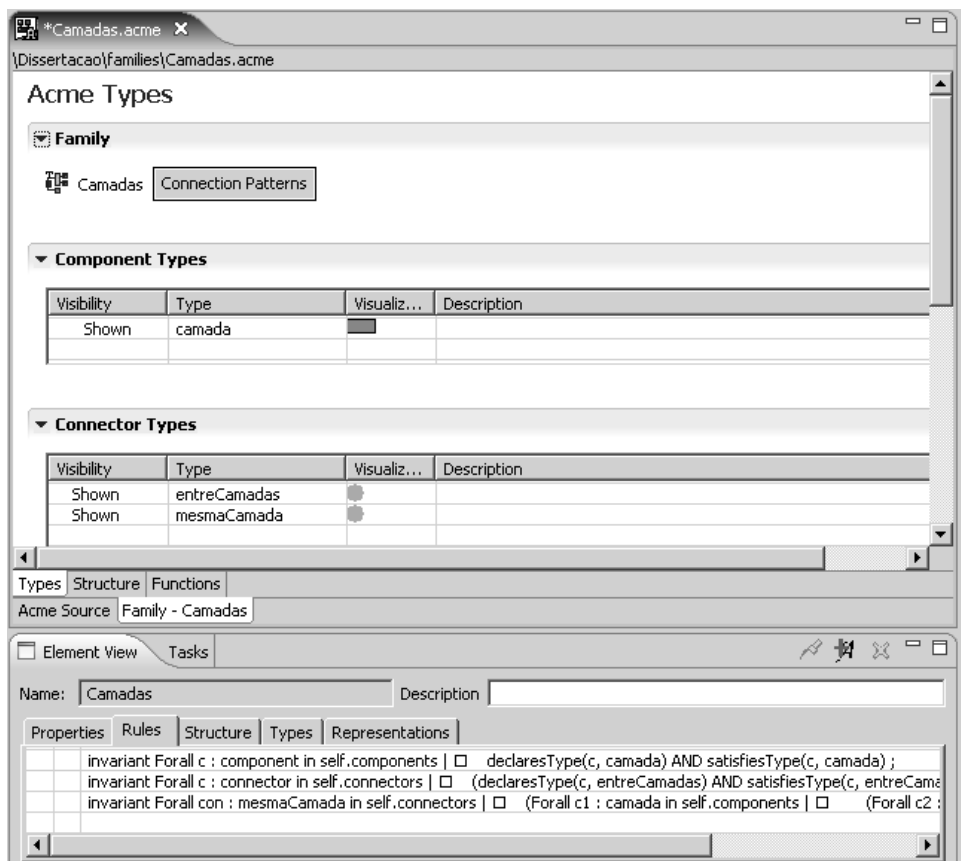 *Camadas.acme
\Dissertacao\families\Camadas.acme
Acme Types
Family
Camadas Connection Patterns
Component Types
Visibility Type Visualiz... Description
Shown camada
Connector Types
Visibility Type Visualiz... Description
Shown entreCamadas
Shown mesmaCamada
Types Structure Functions
Acme Source Family - Camadas
Element View Tasks
Name: Camadas Description
Properties Rules Structure Types Representations
invariant Forall c : component in self.components | □ declaresType(c, camada) AND satisfiesType(c, camada) ;
invariant Forall c : connector in self.connectors | □ (declaresType(c, entreCamadas) AND satisfiesType(c, entreCama
invariant Forall con : mesmaCamada in self.connectors | □ (Forall c1 : camada in self.components | □ (Forall c2 :